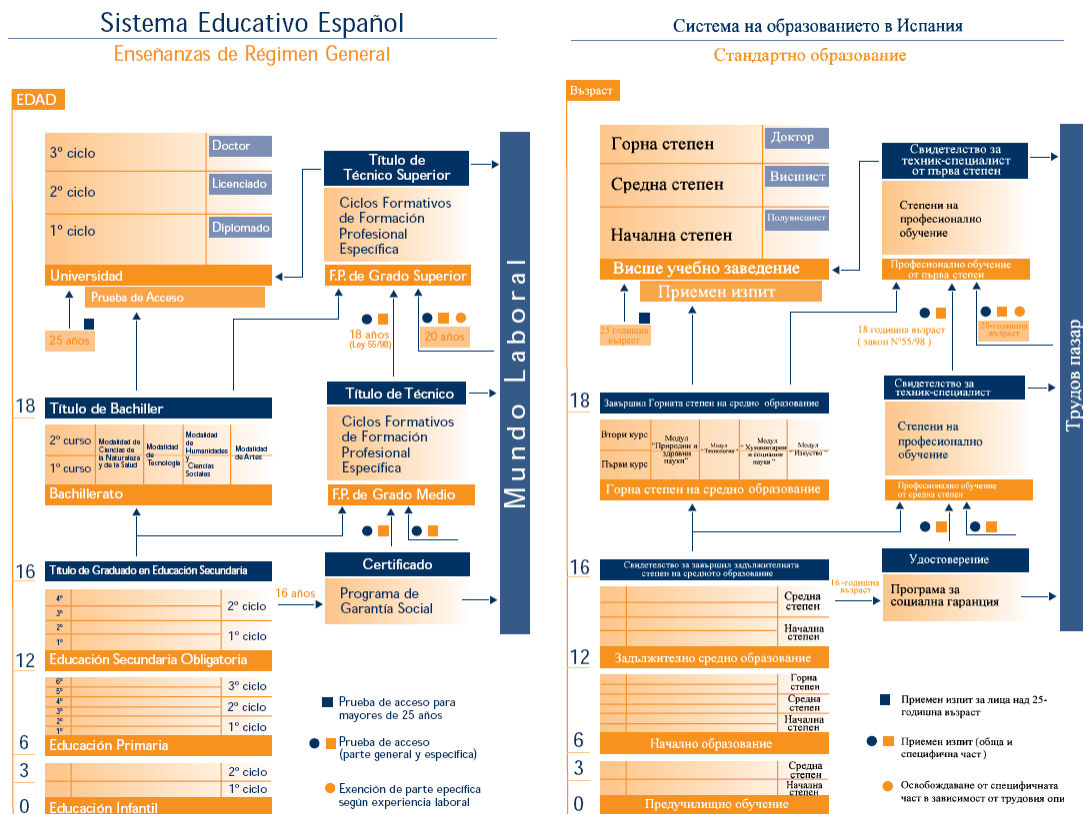 Sistema Educativo Español
Enseñanzas de Régimen General
EDAD
3º ciclo
Doctor
2º ciclo
Licenciado
1º ciclo
Diplomado
Universidad
Prueba de Acceso
25 años
Título de
Técnico Superior
Ciclos Formativos
de Formación
Profesional
Específica
F.P. de Grado Superior
18 años
(Ley 55/98)
20 años
Mundo Laboral
18
Título de Bachiller
2º curso
1º curso
Modalidad de
Ciencias de
la Naturaleza
y de la Salud
Modalidad
de
Tecnología
Modalidad
de
Humanidades
y
Ciencias
Sociales
Modalidad
de Artes
Bachillerato
Título de Técnico
Ciclos Formativos
de Formación
Profesional
Específica
F.P. de Grado Medio
16
Título de Graduado en Educación Secundaria
4º
3º
2º
1º
2º ciclo
1º ciclo
16 años
Certificado
Programa de
Garantía Social
12
Educación Secundaria Obligatoria
6º
5º
4º
3º
2º
1º
3º ciclo
2º ciclo
1º ciclo
6
Educación Primaria
3
2º ciclo
1º ciclo
0
Educación Infantil
Prueba de acceso para
mayores de 25 años
Prueba de acceso
(parte general y específica)
Exención de parte epecífica
según experiencia laboral
Система на образованието в Испания
Стандартно образование
Възраст
Горна степен
Доктор
Средна степен
Висшист
Начална степен
Полувисшист
Висше учебно заведение
Приемен изпит
25 годишна
възраст
Свидетелство за
техник-специалист
от първа степен
Степени на
професионално
обучение
Професионално обучение
от първа степен
18 годишна възраст
( закон Nº55/98 )
20-годишна
възраст
Трудов пазар
18
Завършил Горната степен на средно образование
Втори курс
Първи курс
Модул
"Природни и
здравни
науки"
Модул
"Технология"
Модул
"Хуманитарни
и социални
науки"
Модул
"Изкуство"
Горна степен на средно образование
Свидетелство за
техник-специалист
Степени на
професионално
обучение
Професионално обучение
от средна степен
16
Свидетелство за завършил задължителната
степен на средното образование
Средна
степен
Начална
степен
16-годишна
възраст
Удостоверение
Програма за
социална гаранция
12
Задължително средно образование
Горна
степен
Средна
степен
Начална
степен
6
Начално образование
3
Средна
степен
Начална
степен
0
Предучилищно обучение
Приемен изпит за лица над 25-
годишна възраст
Приемен изпит (обща и
специфична част )
Освобождаване от специфичната
част в зависимост от трудовия опи